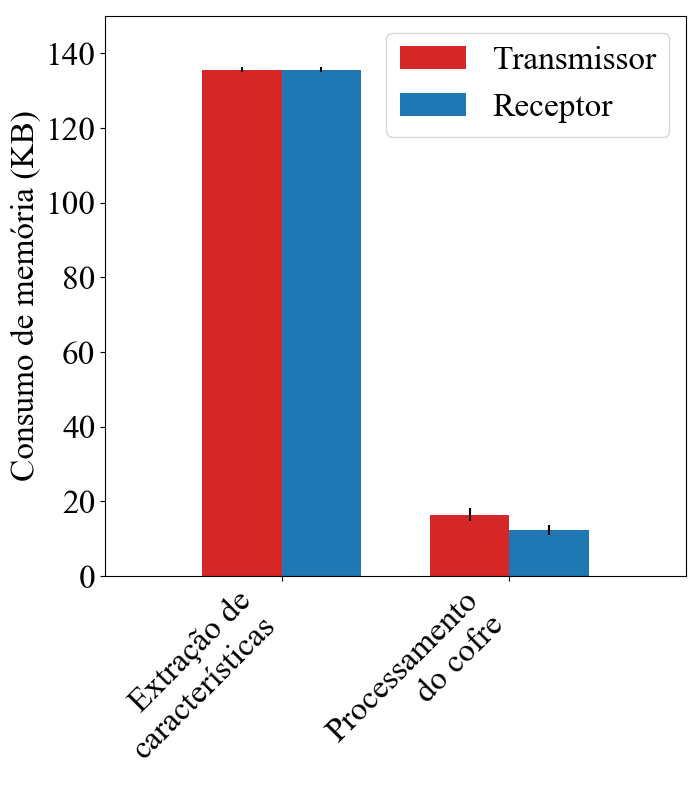 Consumo de memória (KB)
140
120
100
80
60
40
20
0
Transmissor
Receptor
Extração de
características
Processamento
do cofre